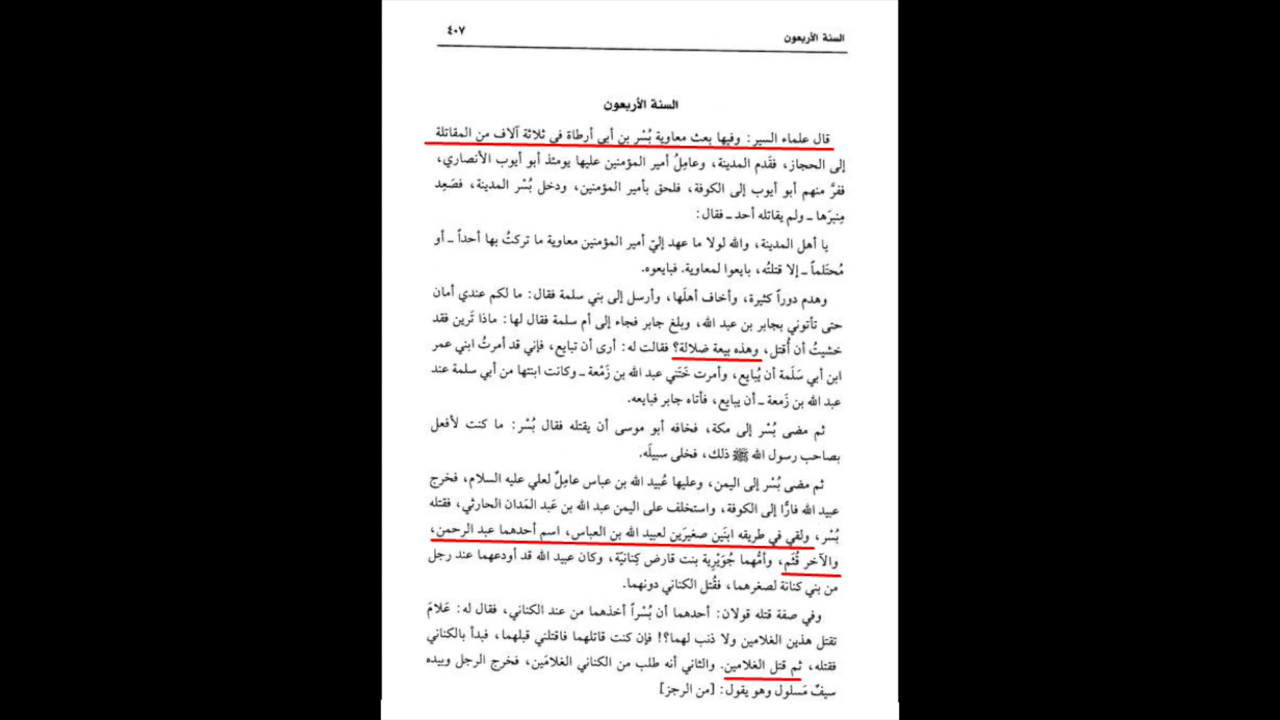 السنة الأربعون ٤٠٧
السنة الأربعون
قال علماء السير: وفيها بعث معاوية بُسْر بن أبي أرطاة في ثلاثة آلاف من المقاتلة
إلى الحجاز، فقَدم المدينة، وعاملُ أمير المؤمنين عليها يومئذ أبو أيوب الأنصاري،
ففرَّ منهم أبو أيوب إلى الكوفة، فلحق بأمير المؤمنين، ودخل بُسْر المدينة، فصَعِد
مِنبرَها ـ ولم يقاتله أحد ـ فقال:
يا أهل المدينة، والله لولا ما عهد إليّ أمير المؤمنين معاوية ما تركتُ بها أحداً ـ أو
مُحتَلماً ـ إلا قتلتُه، بايعوا لمعاوية. فبايعوه.
وهدم دوراً كثيرة، وأخاف أهلَها، وأرسل إلى بني سلمة فقال: ما لكم عندي أمان
حتى تأتوني بجابر بن عبد الله، وبلغ جابر فجاء إلى أم سلمة فقال لها: ماذا تَرين فقد
خشيتُ أن أُقتل، وهذه بيعة ضلالة؟ فقالت له: أرى أن تبايع، فإني قد أمرتُ ابني عمر
ابن أبي سَلَمة أن يُبايع، وأمرت خَتَني عبد الله بن زَمْعة ـ وكانت ابنتها من أبي سلمة عند
عبد الله بن زَمعة ـ أن يبايع، فأتاه جابر فبايعه.
ثم مضى بُسْر إلى مكة، فخافه أبو موسى أن يقتله فقال بُسْر: ما كنت لأفعل
بصاحب رسول الله ﷺ ذلك، فخلى سبيلَه.
ثم مضى بُسْر إلى اليمن، وعليها عُبيد الله بن عباس عاملٌ لعلي عليه السلام، فخرج
عبيد الله فارًّا إلى الكوفة، واستخلف على اليمن عبد الله بن عَبد المَدان الحارثي، فقتله
بُسْر، ولقي في طريقه ابنَين صغيرَين لعبيد الله بن العباس، اسم أحدهما عبد الرحمن،
والآخر قُثَم، وأمُّهما جُوَيْرية بنت قارض كِنانيّة، وكان عبيد الله قد أودعهما عند رجل
من بني كنانة لصغرهما، فقُتل الكناني دونهما.
وفي صفة قتله قولان: أحدهما أن بُسْراً أخذهما من عند الكناني، فقال له: عَلامَ
تقتل هذين الغلامين ولا ذنب لهما؟! فإن كنت قاتلهما فاقتلني قبلهما، فبدأ بالكناني
فقتله، ثم قتل الغلامين. والثاني أنه طلب من الكناني الغلامَين، فخرج الرجل وبيده
سيفٌ مَسلول وهو يقول: [من الرجز]